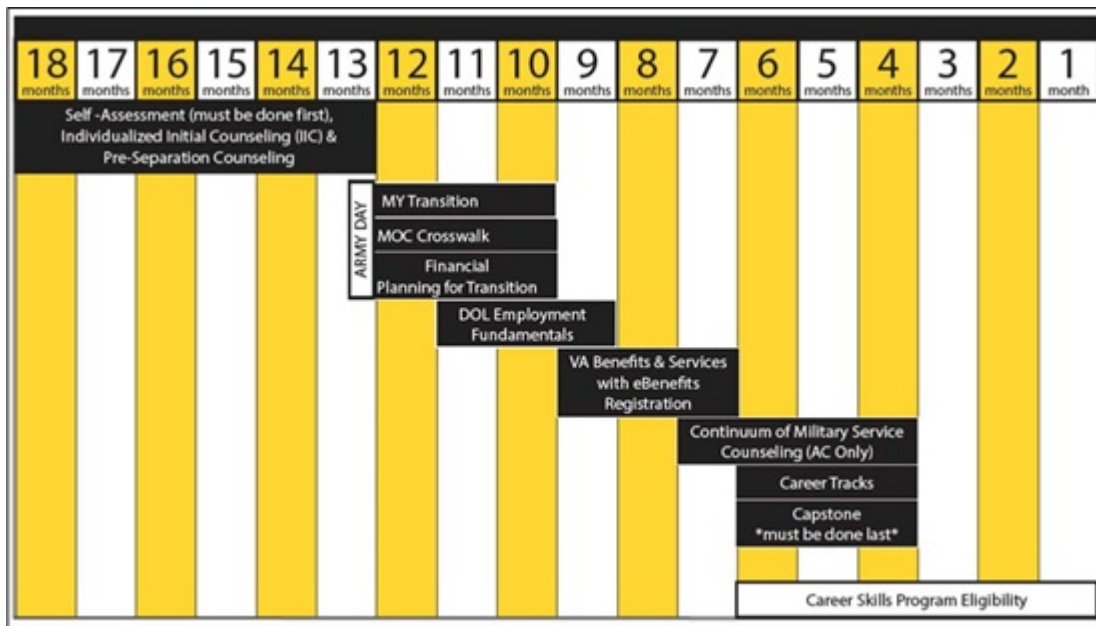 18 17 16 15 14 13 12 11 10 9 8 7 6 5 4 3 2 1
months months months months months months months months months months months months months months months months months month
Self -Assessment (must be done first),
Individualized Initial Counseling (IIC) &
Pre-Separation Counseling
ARMY DAY
MY Transition
MOC Crosswalk
Financial
Planning for Transition
DOL Employment
Fundamentals
VA Benefits & Services
with eBenefits
Registration
Continuum of Military Service
Counseling (AC Only)
Career Tracks
Capstone
*must be done last*
Career Skills Program Eligibility